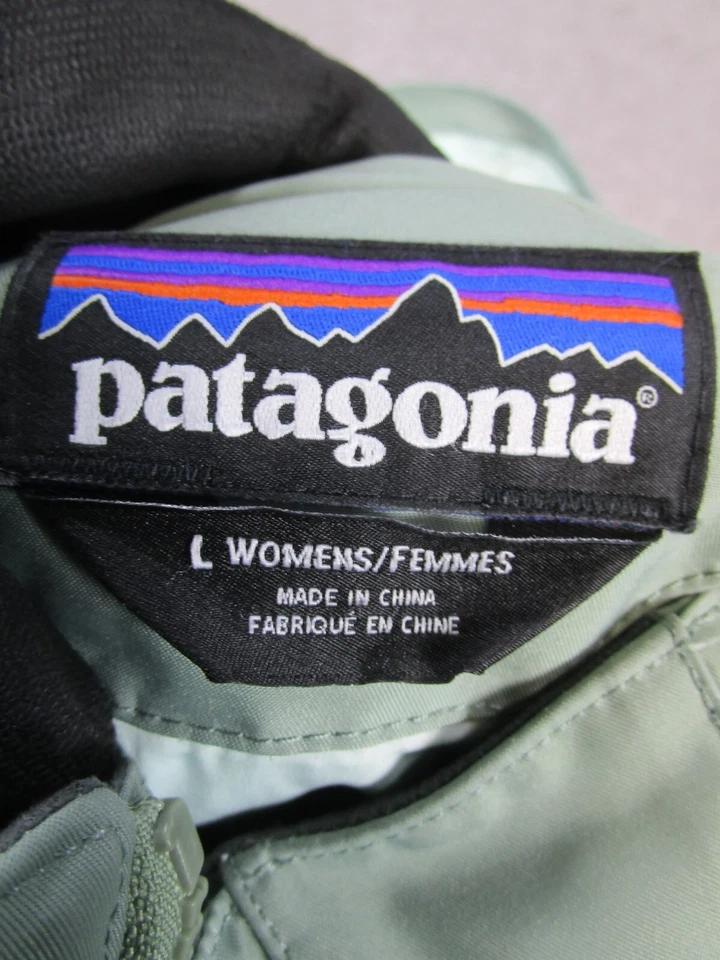 patagonia®
L WOMENS/FEMMES
MADE IN CHINA
FABRIQUÉ EN CHINE